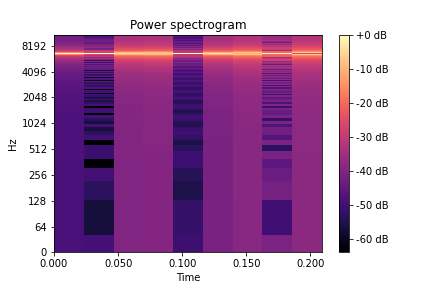 Power spectrogram
8192
4096
2048
1024
512
256
128
64
0
Hz
0.000 0.050 0.100 0.150 0.200
Time
+0 dB
-10 dB
-20 dB
-30 dB
-40 dB
-50 dB
-60 dB